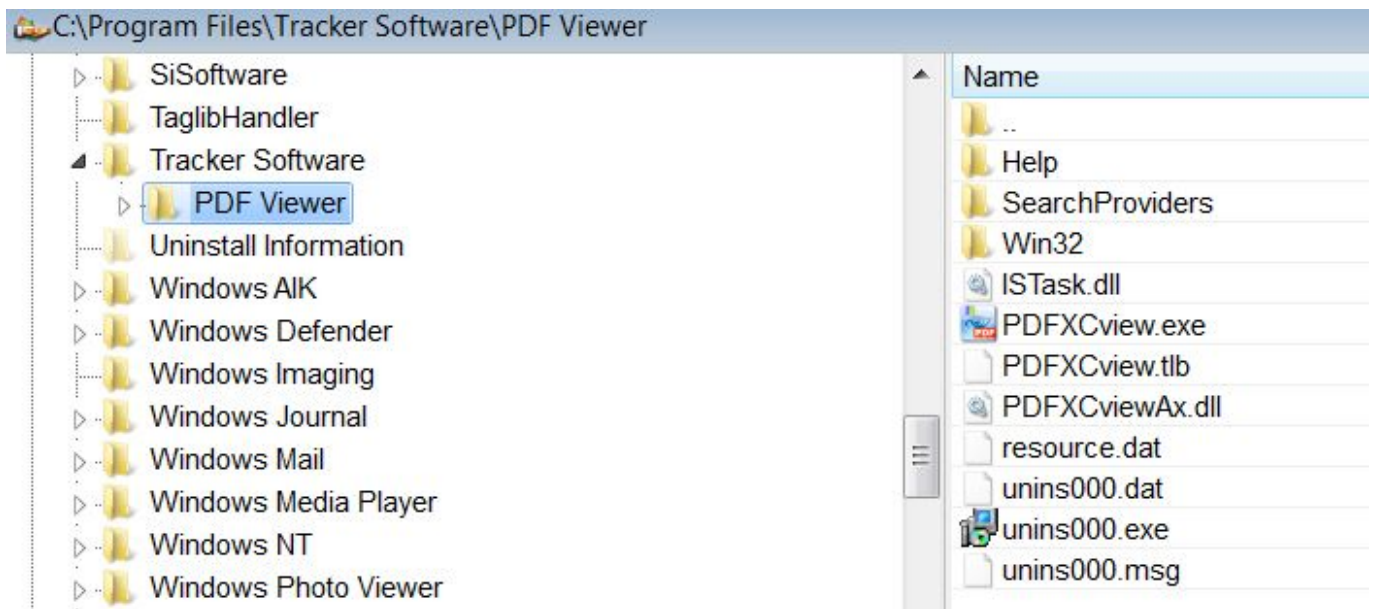 C:\Program Files\Tracker Software\PDF Viewer
SiSoftware
TaglibHandler
Tracker Software
PDF Viewer
Uninstall Information
Windows AIK
Windows Defender
Windows Imaging
Windows Journal
Windows Mail
Windows Media Player
Windows NT
Windows Photo Viewer
Name
..
Help
SearchProviders
Win32
ISTask.dll
PDFXCview.exe
PDFXCview.tlb
PDFXCviewAx.dll
resource.dat
unins000.dat
unins000.exe
unins000.msg